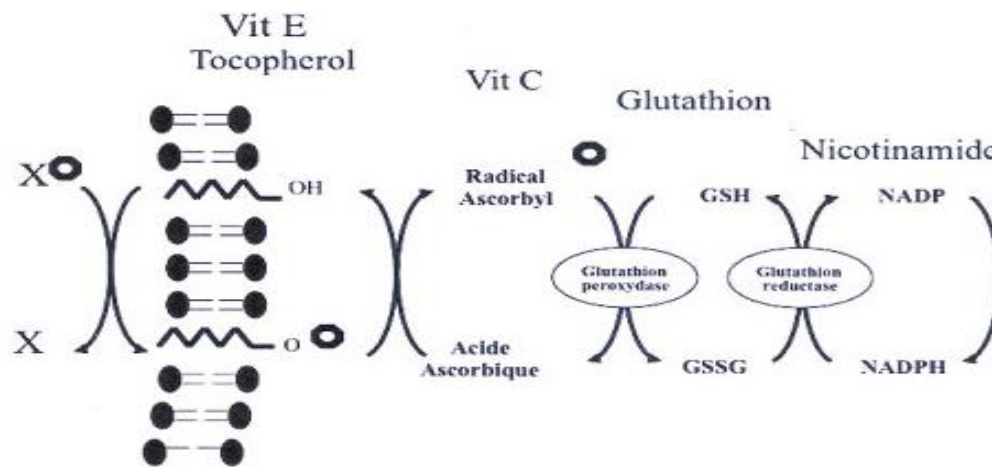 Vit E
Tocopherol
Vit C
Glutathion
Nicotinamide
X
OH
Radical
Ascorbyl
GSH
NADP
Glutathion
peroxydase
Glutathion
reductase
X
O
Acide
Ascorbique
GSSG
NADPH